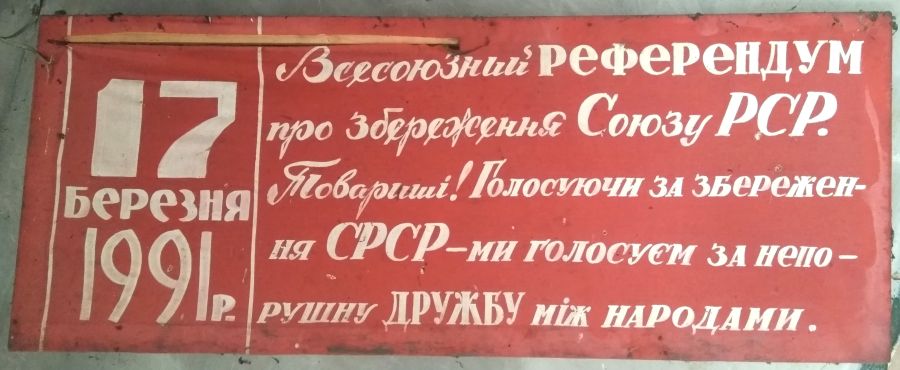 17
БЕРЕЗНЯ
1991 р.
Всесоюзний РЕФЕРЕНДУМ
про збереження Союзу РСР.
Товариші! Голосуючи за збережен-
ня СРСР – ми голосуєм за непо-
рушну ДРУЖБУ між народами.